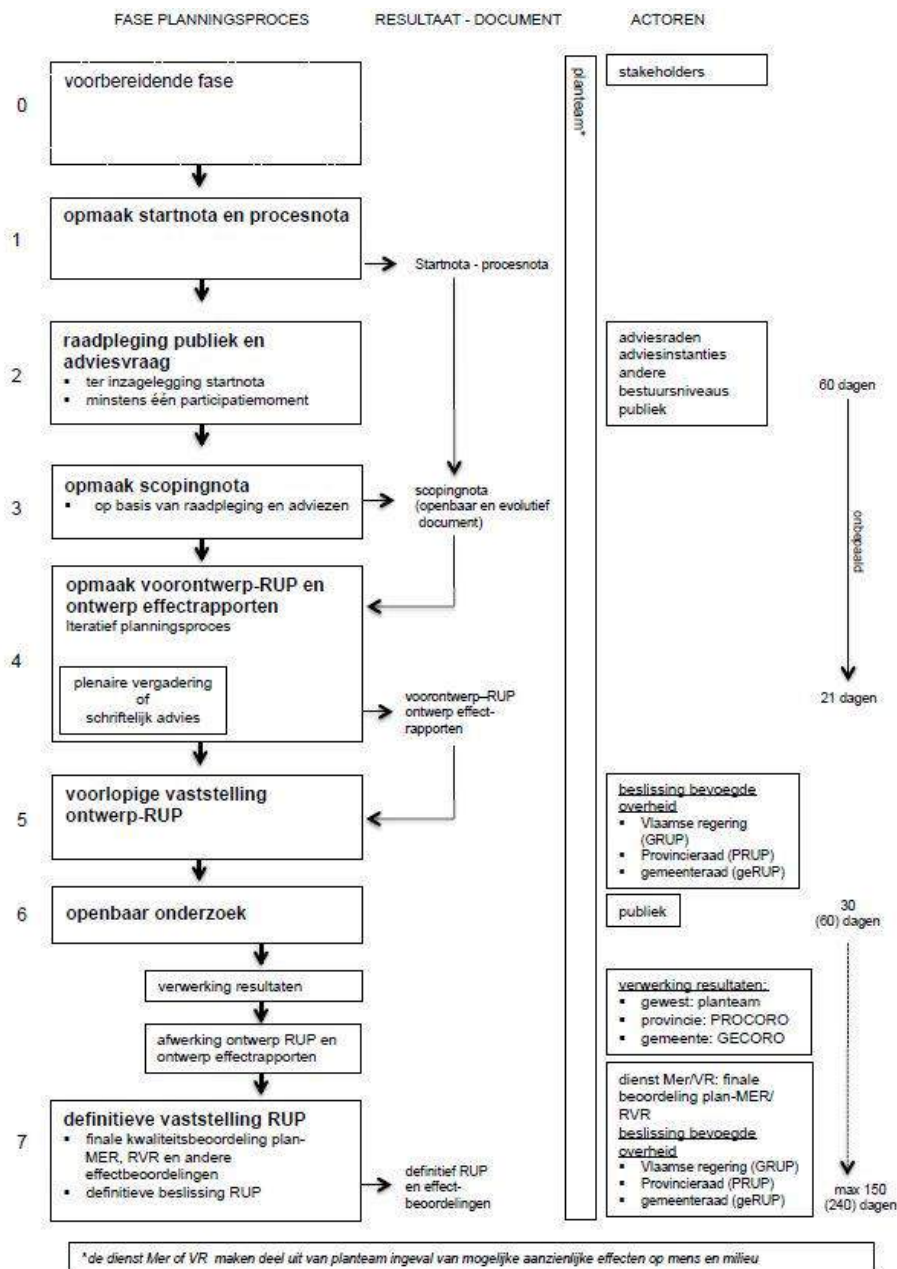 FASE PLANNINGSPROCES
RESULTAAT - DOCUMENT
ACTOREN
0
voorbereidende fase
planteam*
stakeholders
1
opmaak startnota en procesnota
Startnota - procesnota
2
raadpleging publiek en
adviesvraag
▪ ter inzagelegging startnota
▪ minstens één participatiemoment
adviesraden
adviesinstanties
andere
bestuursniveaus
publiek
60 dagen
3
opmaak scopingnota
▪ op basis van raadpleging en adviezen
scopingnota
(openbaar en evolutief
document)
onbepaald
4
opmaak voorontwerp-RUP en
ontwerp effectrapporten
Iteratief planningsproces
plenaire vergadering
of
schriftelijk advies
voorontwerp–RUP
ontwerp effect-
rapporten
21 dagen
5
voorlopige vaststelling
ontwerp-RUP
beslissing bevoegde
overheid
▪ Vlaamse regering
(GRUP)
▪ Provincieraad (PRUP)
▪ gemeenteraad (geRUP)
6
openbaar onderzoek
publiek
30
(60) dagen
verwerking resultaten
verwerking resultaten:
▪ gewest: planteam
▪ provincie: PROCORO
▪ gemeente: GECORO
afwerking ontwerp RUP en
ontwerp effectrapporten
7
definitieve vaststelling RUP
▪ finale kwaliteitsbeoordeling plan-
MER, RVR en andere
effectbeoordelingen
▪ definitieve beslissing RUP
definitief RUP
en effect-
beoordelingen
dienst Mer/VR: finale
beoordeling plan-MER/
RVR
beslissing bevoegde
overheid
▪ Vlaamse regering (GRUP)
▪ Provincieraad (PRUP)
▪ gemeenteraad (geRUP)
max 150
(240) dagen
*de dienst Mer of VR maken deel uit van planteam ingeval van mogelijke aanzienlijke effecten op mens en milieu